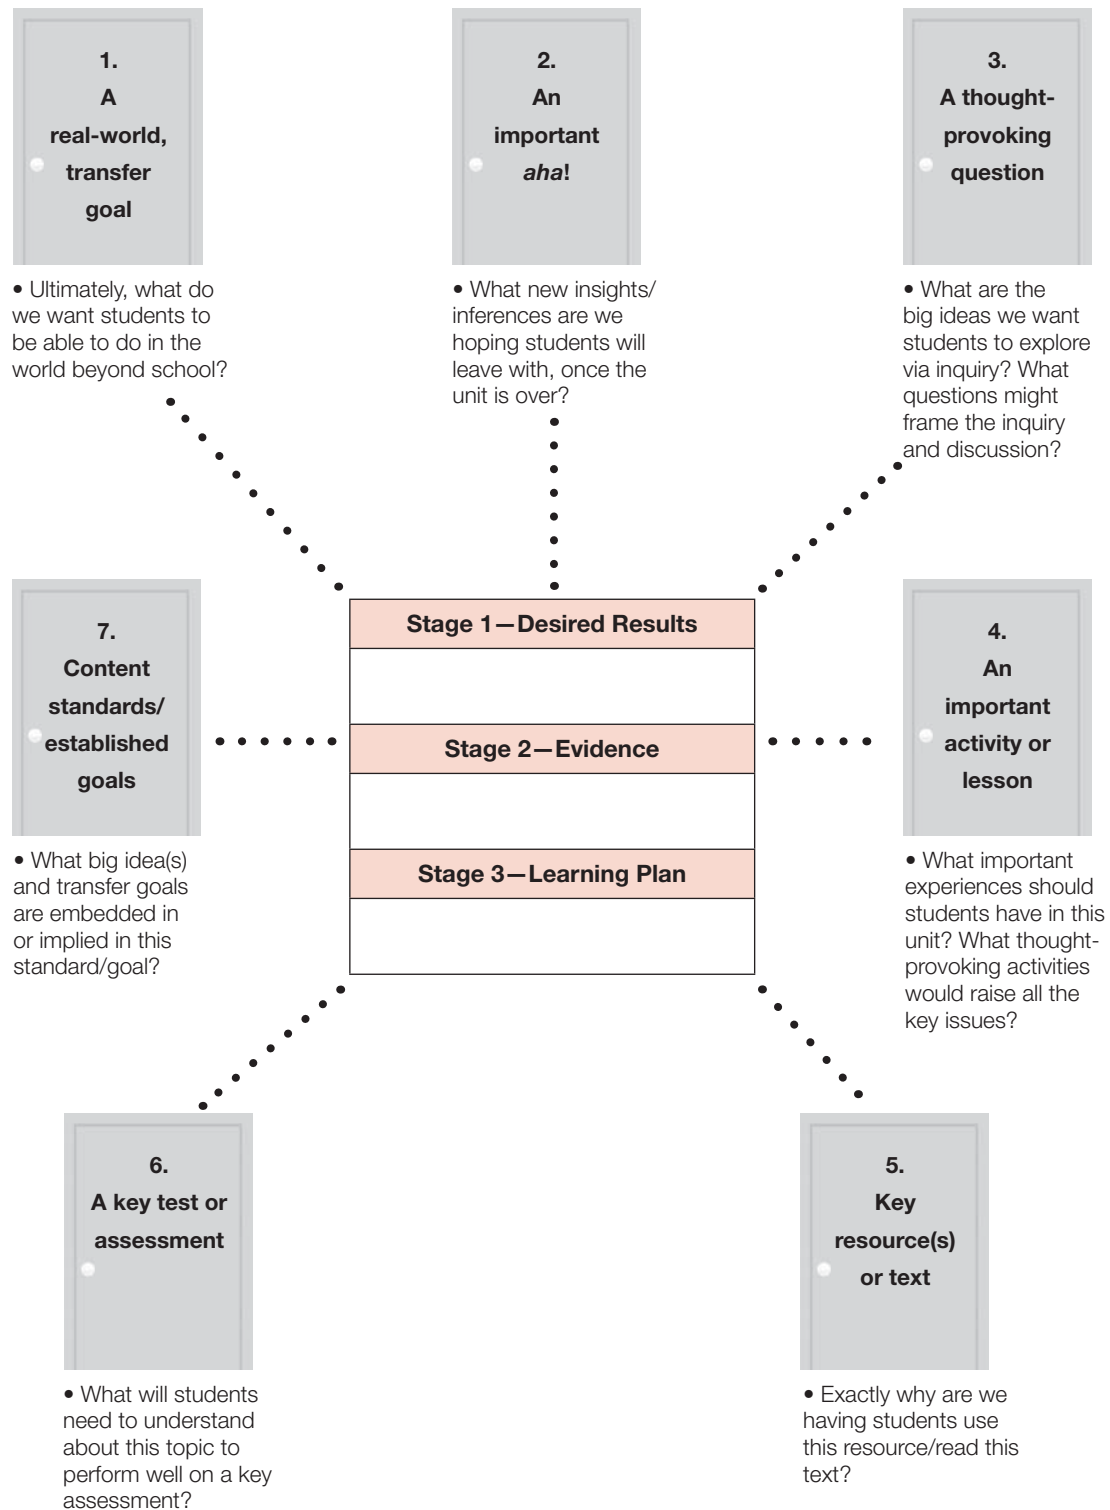 1.
A
real-world,
transfer
goal
• Ultimately, what do
we want students to
be able to do in the
world beyond school?
2.
An
important
aha!
• What new insights/
inferences are we
hoping students will
leave with, once the
unit is over?
3.
A thought-
provoking
question
• What are the
big ideas we want
students to explore
via inquiry? What
questions might
frame the inquiry
and discussion?
7.
Content
standards/
established
goals
• What big idea(s)
and transfer goals
are embedded in
or implied in this
standard/goal?
Stage 1—Desired Results
Stage 2—Evidence
Stage 3—Learning Plan
4.
An
important
activity or
lesson
• What important
experiences should
students have in this
unit? What thought-
provoking activities
would raise all the
key issues?
6.
A key test or
assessment
• What will students
need to understand
about this topic to
perform well on a key
assessment?
5.
Key
resource(s)
or text
• Exactly why are we
having students use
this resource/read this
text?